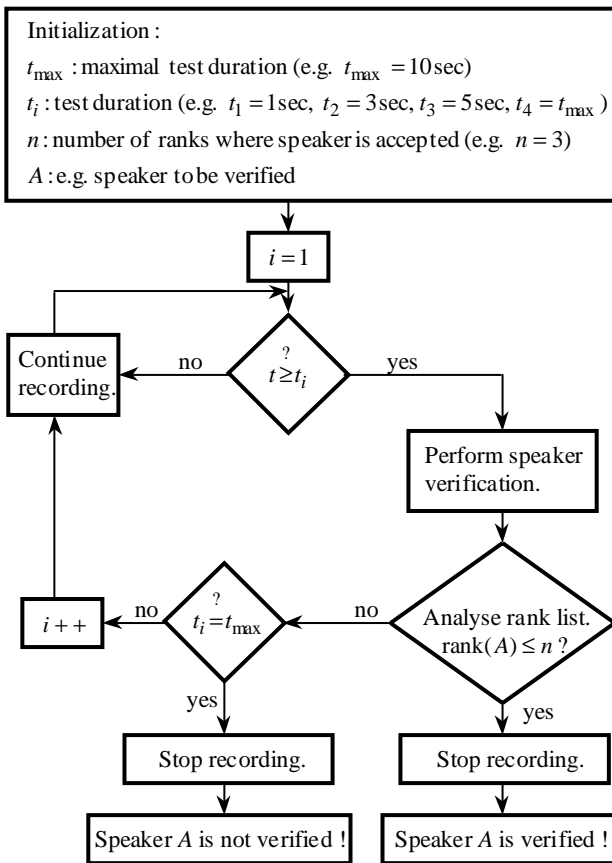 Initialization :
t_max : maximal test duration (e.g. t_max = 10sec)
t_i : test duration (e.g. t_1 = 1sec, t_2 = 3sec, t_3 = 5sec, t_4 = t_max )
n : number of ranks where speaker is accepted (e.g. n = 3)
A : e.g. speaker to be verified
i = 1
Continue
recording.
no
?
t ≥ t_i
yes
Perform speaker
verification.
i + +
no
?
t_i = t_max
no
Analyse rank list.
rank(A) ≤ n ?
yes
yes
Stop recording.
Stop recording.
Speaker A is not verified !
Speaker A is verified !